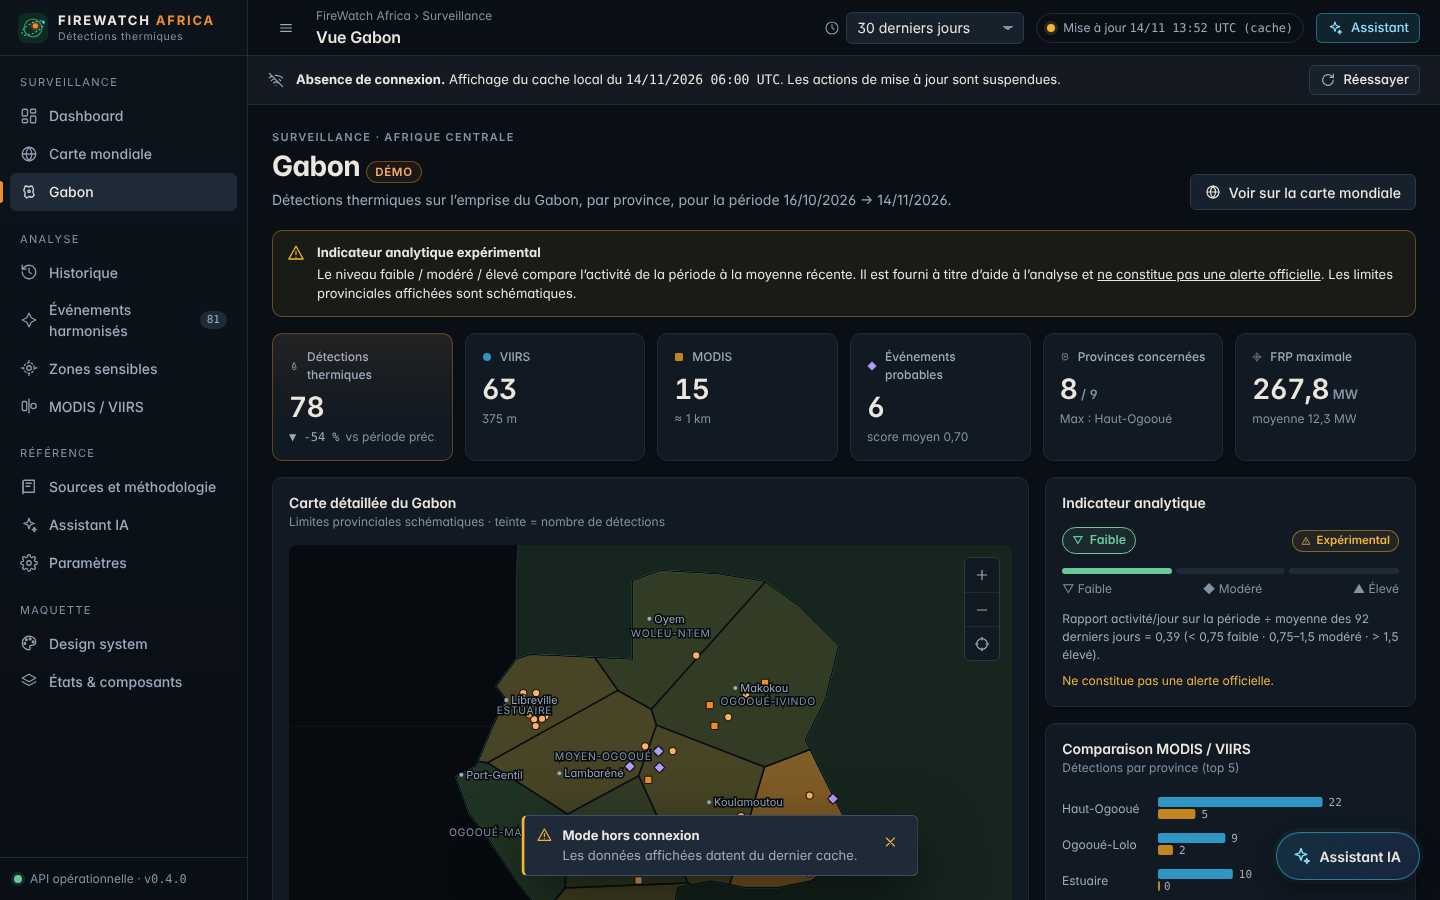 FIREWATCH AFRICA
Détections thermiques
SURVEILLANCE
Dashboard
Carte mondiale
Gabon
ANALYSE
Historique
Événements
harmonisés
81
Zones sensibles
MODIS / VIIRS
RÉFÉRENCE
Sources et méthodologie
Assistant IA
Paramètres
MAQUETTE
Design system
États & composants
API opérationnelle · v0.4.0
FireWatch Africa › Surveillance
Vue Gabon
30 derniers jours
Mise à jour 14/11 13:52 UTC (cache)
Assistant
Absence de connexion. Affichage du cache local du 14/11/2026 06:00 UTC. Les actions de mise à jour sont suspendues.
Réessayer
SURVEILLANCE · AFRIQUE CENTRALE
Gabon DÉMO
Détections thermiques sur l’emprise du Gabon, par province, pour la période 16/10/2026 → 14/11/2026.
Voir sur la carte mondiale
Indicateur analytique expérimental
Le niveau faible / modéré / élevé compare l’activité de la période à la moyenne récente. Il est fourni à titre d’aide à l’analyse et ne constitue pas une alerte officielle. Les limites
provinciales affichées sont schématiques.
Détections
thermiques
78
▼ -54 % vs période préc.
VIIRS
63
375 m
MODIS
15
≈ 1 km
Événements
probables
6
score moyen 0,70
Provinces concernées
8 / 9
Max : Haut-Ogooué
FRP maximale
267,8 MW
moyenne 12,3 MW
Carte détaillée du Gabon
Limites provinciales schématiques · teinte = nombre de détections
Oyem
WOLEU-NTEM
Makokou
OGOOUÉ-IVINDO
Libreville
ESTUAIRE
MOYEN-OGOOUÉ
Port-Gentil
Lambaréné
Koulamoutou
OGOOUÉ-MA
Mode hors connexion
Les données affichées datent du dernier cache.
Indicateur analytique
▽ Faible
Expérimental
▽ Faible
◆ Modéré
▲ Élevé
Rapport activité/jour sur la période ÷ moyenne des 92
derniers jours = 0,39 (< 0,75 faible · 0,75–1,5 modéré · > 1,5
élevé).
Ne constitue pas une alerte officielle.
Comparaison MODIS / VIIRS
Détections par province (top 5)
Haut-Ogooué
22
5
Ogooué-Lolo
9
2
Estuaire
10
0
Assistant IA